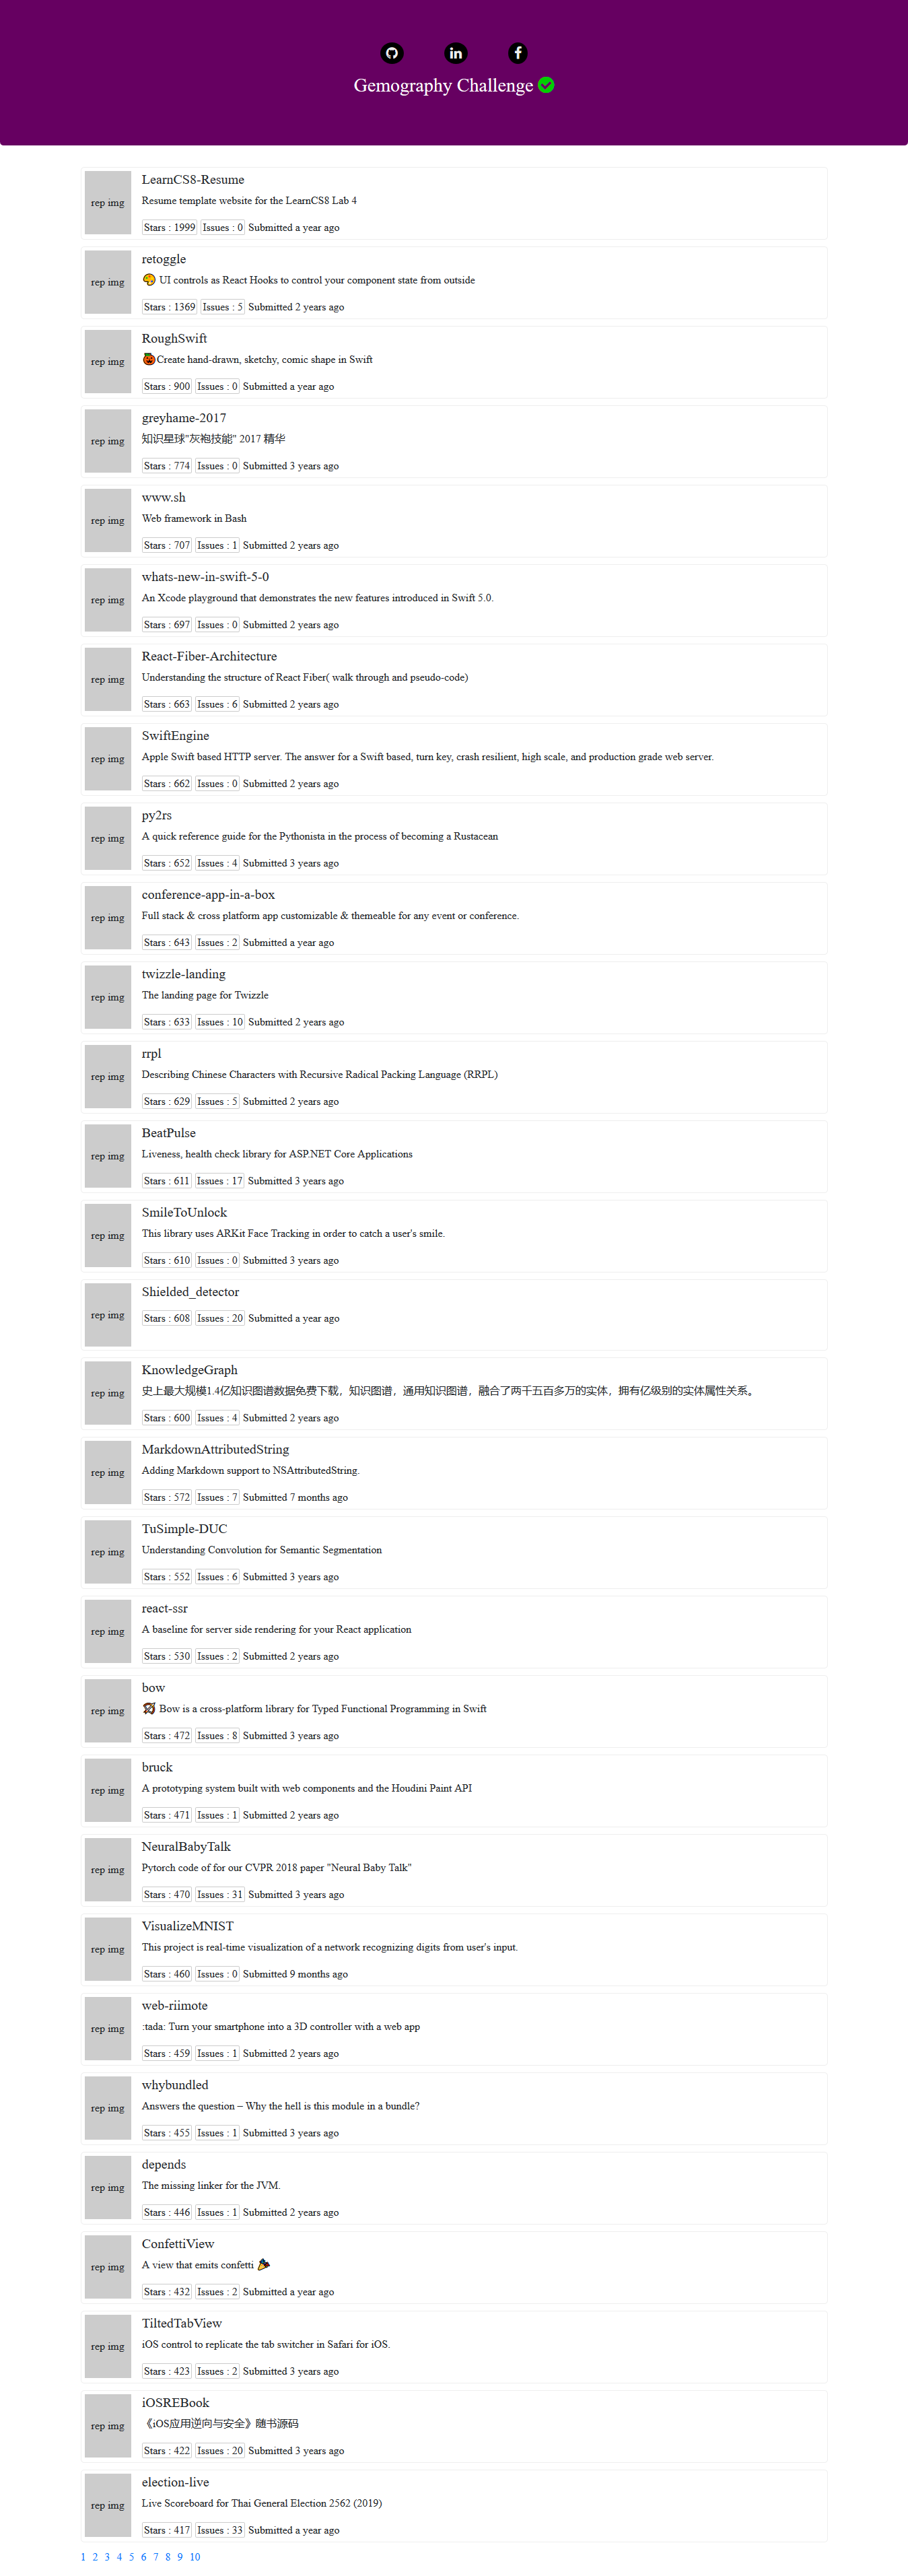 Gemography Challenge
rep img
LearnCS8-Resume
Resume template website for the LearnCS8 Lab 4
Stars : 1999 Issues : 0 Submitted a year ago
rep img
retoggle
🎨 UI controls as React Hooks to control your component state from outside
Stars : 1369 Issues : 5 Submitted 2 years ago
rep img
RoughSwift
🎃Create hand-drawn, sketchy, comic shape in Swift
Stars : 900 Issues : 0 Submitted a year ago
rep img
greyhame-2017
知识星球"灰袍技能" 2017 精华
Stars : 774 Issues : 0 Submitted 3 years ago
rep img
www.sh
Web framework in Bash
Stars : 707 Issues : 1 Submitted 2 years ago
rep img
whats-new-in-swift-5-0
An Xcode playground that demonstrates the new features introduced in Swift 5.0.
Stars : 697 Issues : 0 Submitted 2 years ago
rep img
React-Fiber-Architecture
Understanding the structure of React Fiber( walk through and pseudo-code)
Stars : 663 Issues : 6 Submitted 2 years ago
rep img
SwiftEngine
Apple Swift based HTTP server. The answer for a Swift based, turn key, crash resilient, high scale, and production grade web server.
Stars : 662 Issues : 0 Submitted 2 years ago
rep img
py2rs
A quick reference guide for the Pythonista in the process of becoming a Rustacean
Stars : 652 Issues : 4 Submitted 3 years ago
rep img
conference-app-in-a-box
Full stack & cross platform app customizable & themeable for any event or conference.
Stars : 643 Issues : 2 Submitted a year ago
rep img
twizzle-landing
The landing page for Twizzle
Stars : 633 Issues : 10 Submitted 2 years ago
rep img
rrpl
Describing Chinese Characters with Recursive Radical Packing Language (RRPL)
Stars : 629 Issues : 5 Submitted 2 years ago
rep img
BeatPulse
Liveness, health check library for ASP.NET Core Applications
Stars : 611 Issues : 17 Submitted 3 years ago
rep img
SmileToUnlock
This library uses ARKit Face Tracking in order to catch a user's smile.
Stars : 610 Issues : 0 Submitted 3 years ago
rep img
Shielded_detector
Stars : 608 Issues : 20 Submitted a year ago
rep img
KnowledgeGraph
史上最大规模1.4亿知识图谱数据免费下载，知识图谱，通用知识图谱，融合了两千五百多万的实体，拥有亿级别的实体属性关系。
Stars : 600 Issues : 4 Submitted 2 years ago
rep img
MarkdownAttributedString
Adding Markdown support to NSAttributedString.
Stars : 572 Issues : 7 Submitted 7 months ago
rep img
TuSimple-DUC
Understanding Convolution for Semantic Segmentation
Stars : 552 Issues : 6 Submitted 3 years ago
rep img
react-ssr
A baseline for server side rendering for your React application
Stars : 530 Issues : 2 Submitted 2 years ago
rep img
bow
🏹 Bow is a cross-platform library for Typed Functional Programming in Swift
Stars : 472 Issues : 8 Submitted 3 years ago
rep img
bruck
A prototyping system built with web components and the Houdini Paint API
Stars : 471 Issues : 1 Submitted 2 years ago
rep img
NeuralBabyTalk
Pytorch code of for our CVPR 2018 paper "Neural Baby Talk"
Stars : 470 Issues : 31 Submitted 3 years ago
rep img
VisualizeMNIST
This project is real-time visualization of a network recognizing digits from user's input.
Stars : 460 Issues : 0 Submitted 9 months ago
rep img
web-riimote
:tada: Turn your smartphone into a 3D controller with a web app
Stars : 459 Issues : 1 Submitted 2 years ago
rep img
whybundled
Answers the question – Why the hell is this module in a bundle?
Stars : 455 Issues : 1 Submitted 3 years ago
rep img
depends
The missing linker for the JVM.
Stars : 446 Issues : 1 Submitted 2 years ago
rep img
ConfettiView
A view that emits confetti 🎉
Stars : 432 Issues : 2 Submitted a year ago
rep img
TiltedTabView
iOS control to replicate the tab switcher in Safari for iOS.
Stars : 423 Issues : 2 Submitted 3 years ago
rep img
iOSREBook
《iOS应用逆向与安全》随书源码
Stars : 422 Issues : 20 Submitted 3 years ago
rep img
election-live
Live Scoreboard for Thai General Election 2562 (2019)
Stars : 417 Issues : 33 Submitted a year ago
1 2 3 4 5 6 7 8 9 10